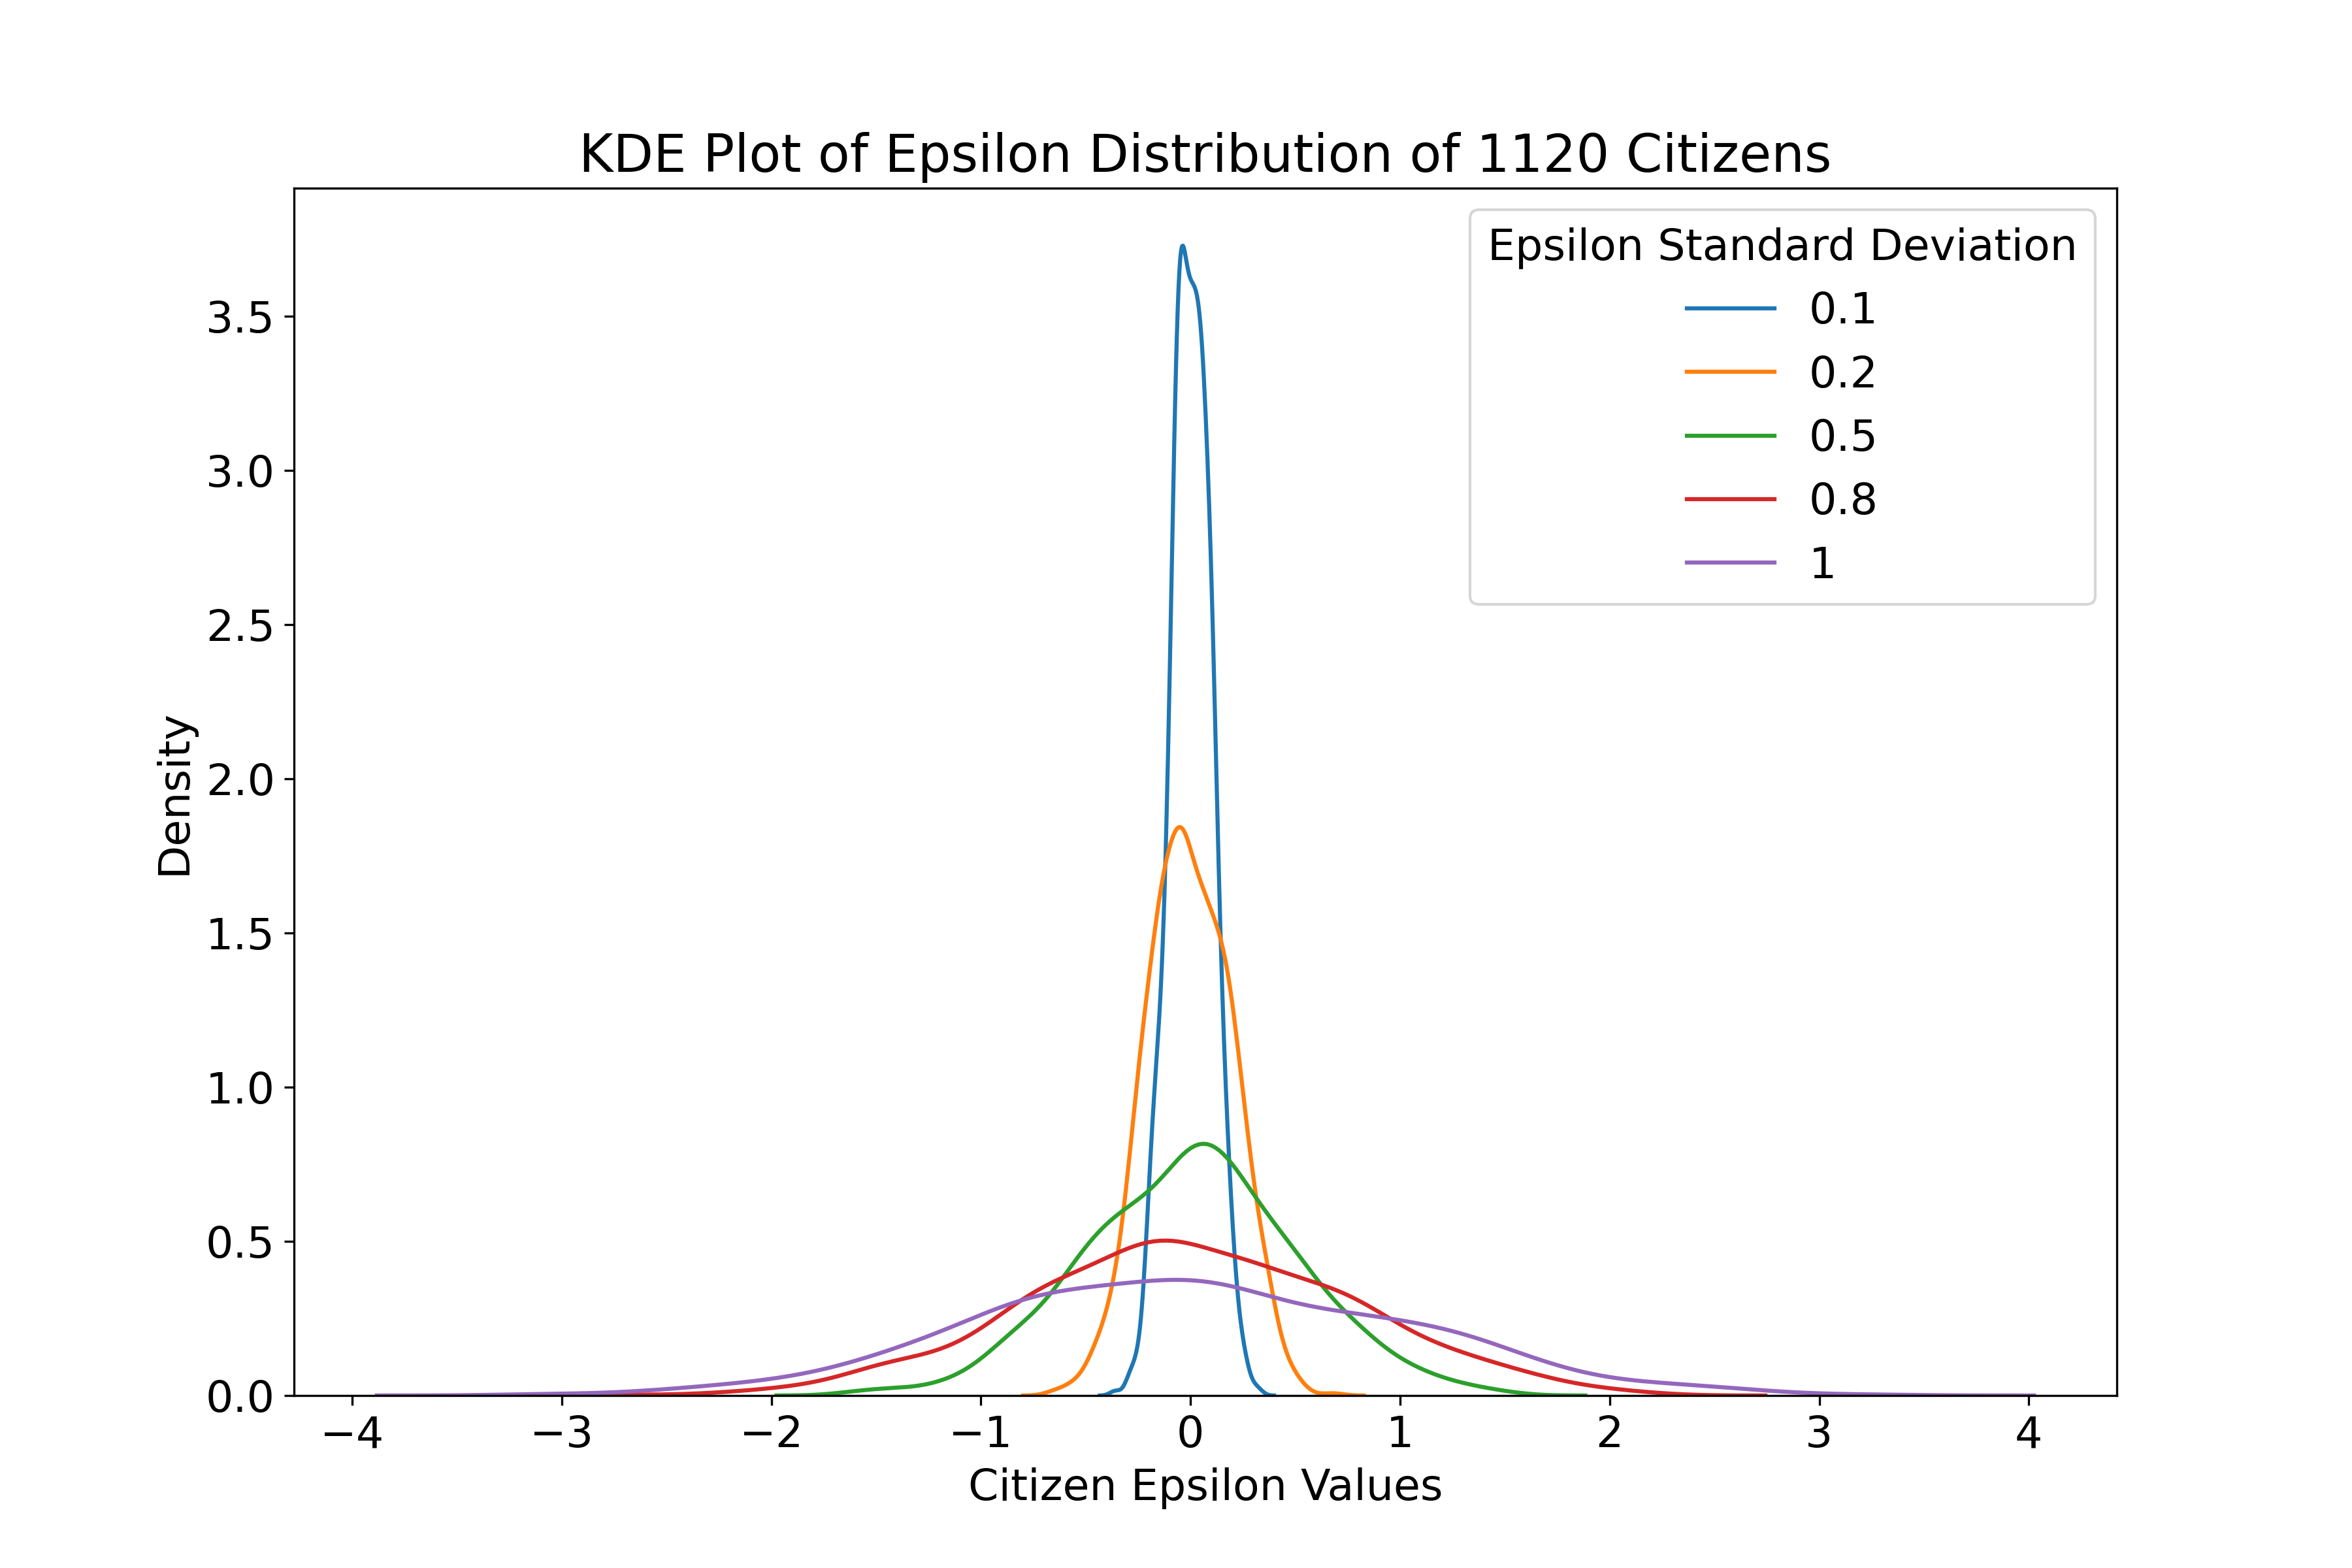 KDE Plot of Epsilon Distribution of 1120 Citizens
Epsilon Standard Deviation
0.1
0.2
0.5
0.8
1
Density
3.5
3.0
2.5
2.0
1.5
1.0
0.5
0.0
−4 −3 −2 −1 0 1 2 3 4
Citizen Epsilon Values